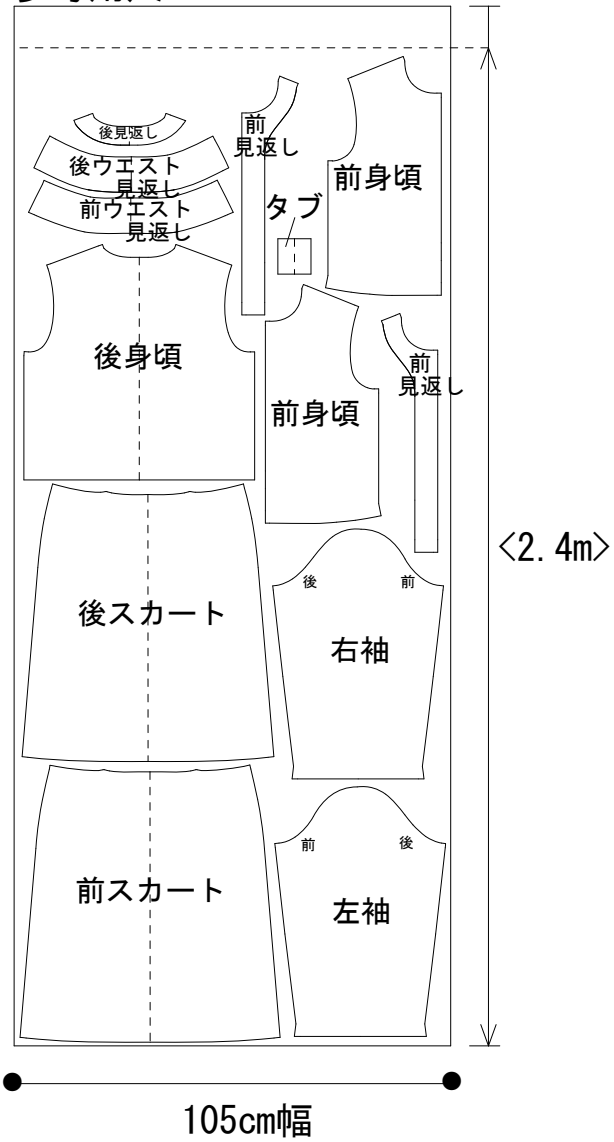 後見返し
後ウエスト
見返し
前ウエスト
見返し
前
見返し
前身頃
タブ
後身頃
前身頃
前
見返し
<2.4m>
後スカート
後
前
右袖
前スカート
前
後
左袖
105cm幅